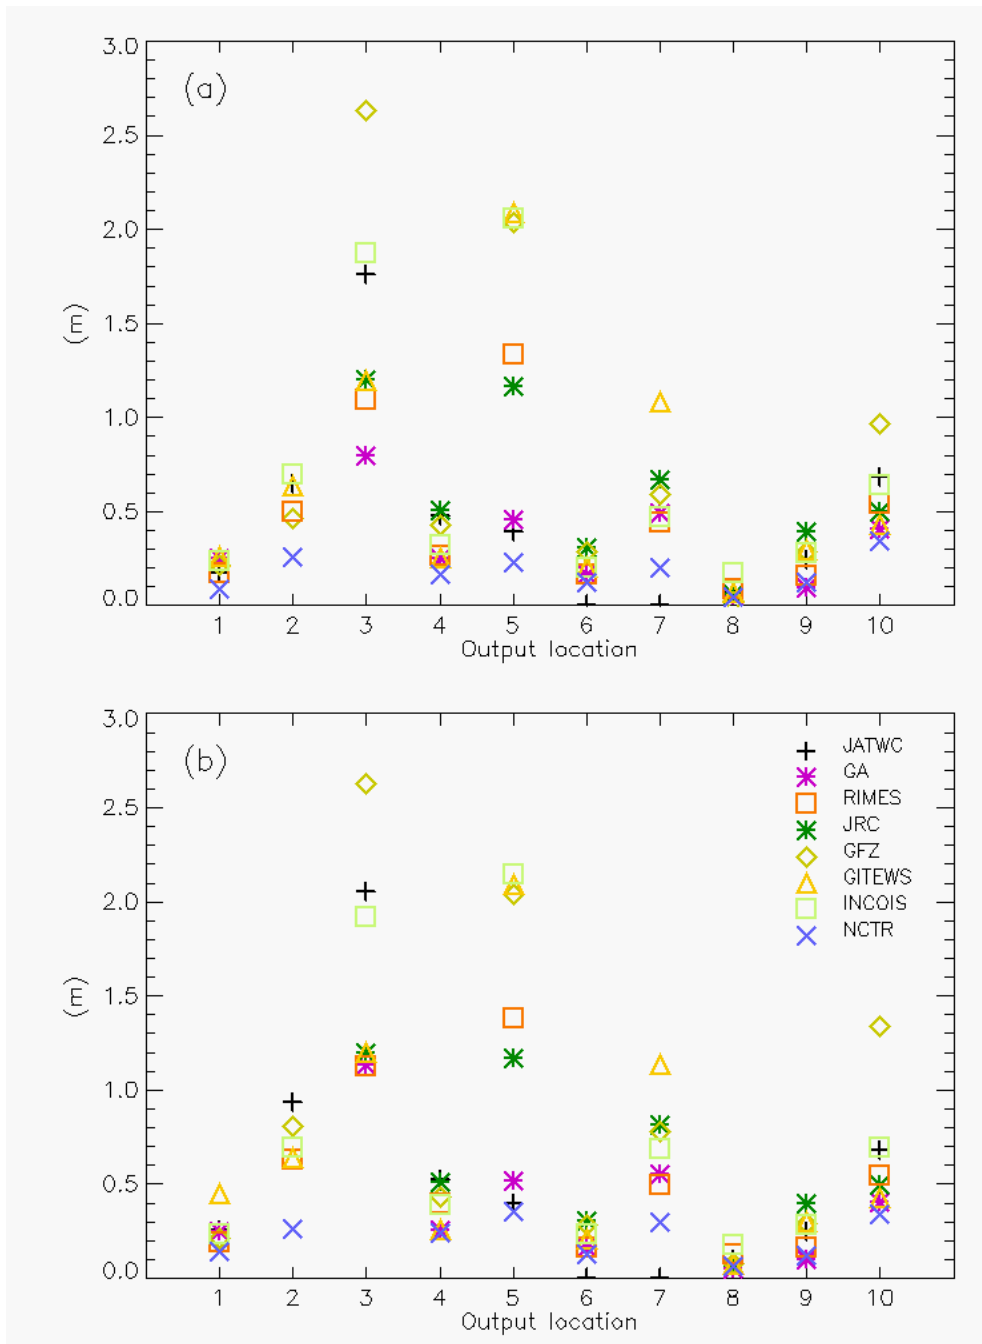 (a)
3.0
2.5
2.0
(m)
1.5
1.0
0.5
0.0
1 2 3 4 5 6 7 8 9 10
Output location
(b)
3.0
2.5
2.0
(m)
1.5
1.0
0.5
0.0
JATWC
GA
RIMES
JRC
GFZ
GITEWS
INCOIS
NCTR
1 2 3 4 5 6 7 8 9 10
Output location